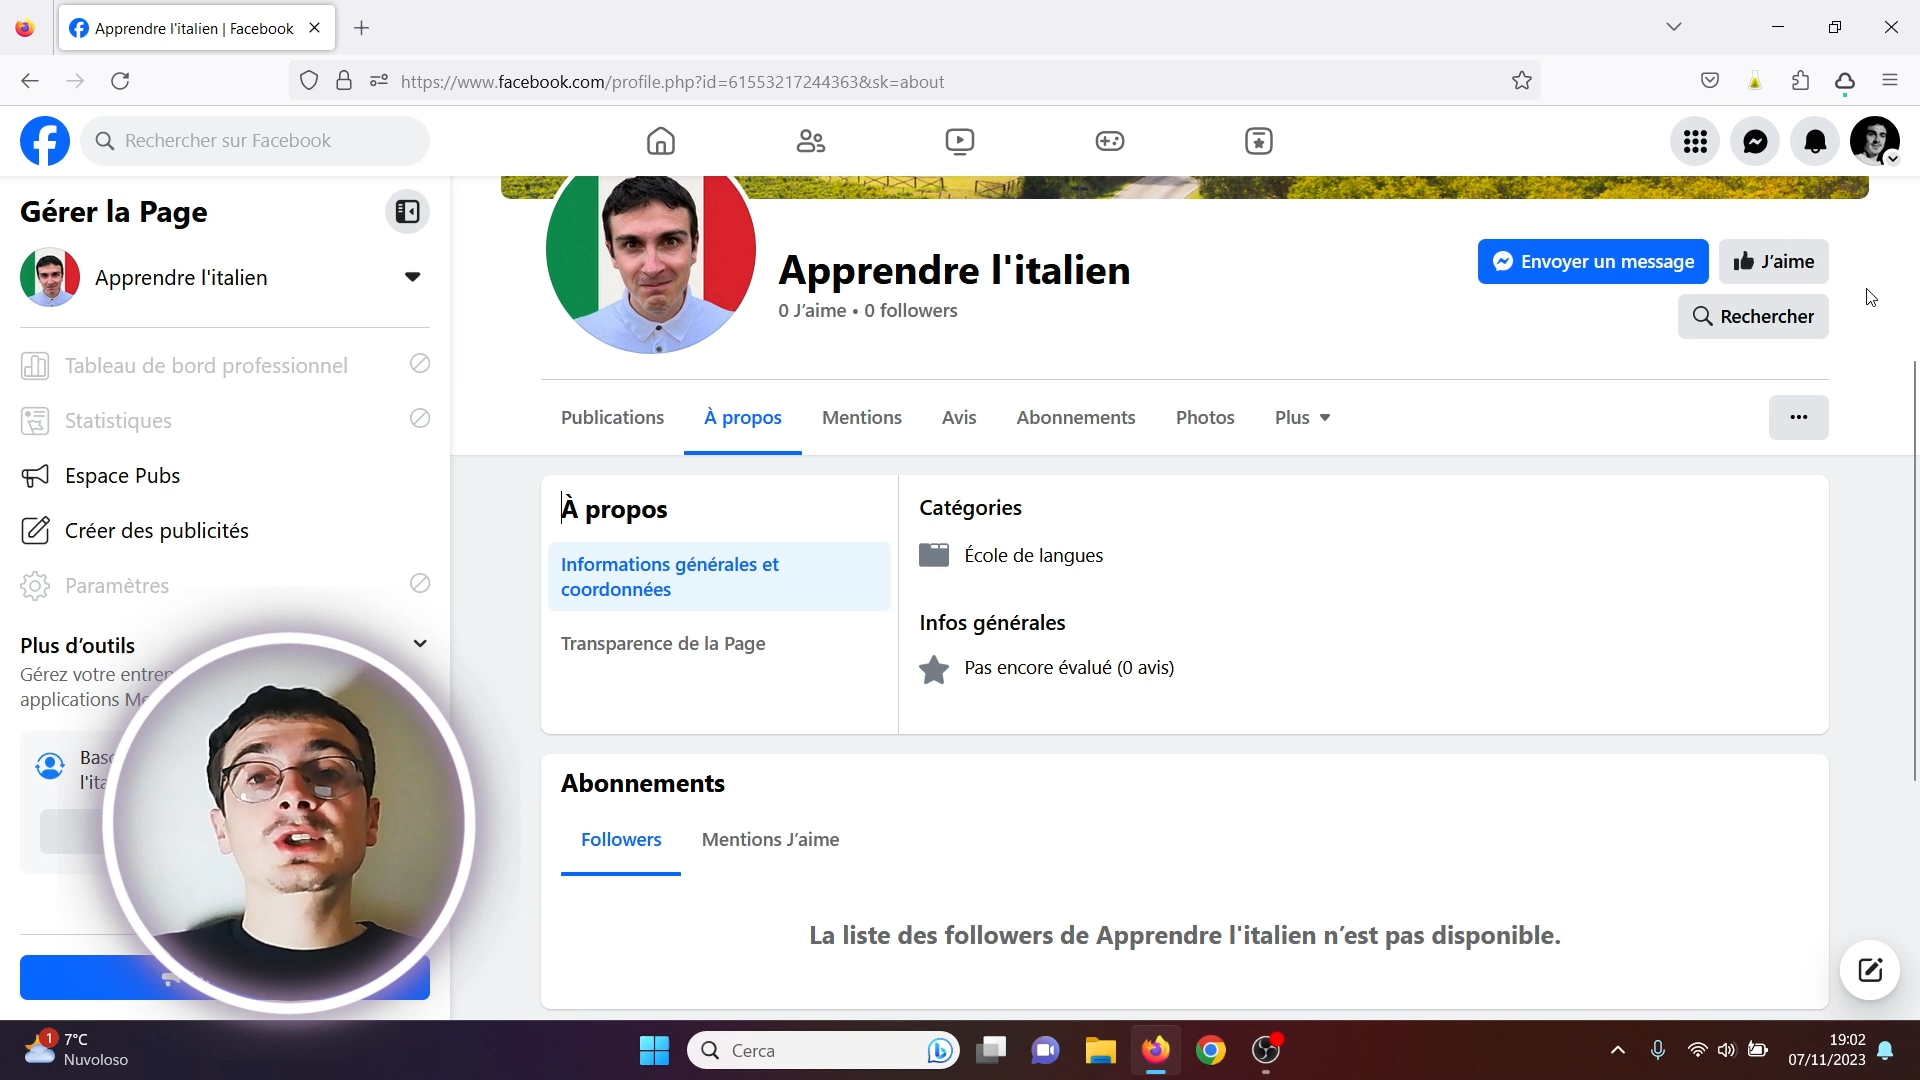 Apprendre l'italien | Facebook
https://www.facebook.com/profile.php?id=61553217244363&sk=about
Rechercher sur Facebook
Gérer la Page
Apprendre l'italien
Tableau de bord professionnel
Statistiques
Espace Pubs
Créer des publicités
Paramètres
Plus d’outils
Gérez votre
applications
Apprendre l'italien
0 J’aime • 0 followers
Envoyer un message
J’aime
Rechercher
Publications
À propos
Mentions
Avis
Abonnements
Photos
Plus
À propos
Informations générales et
coordonnées
Transparence de la Page
Catégories
École de langues
Infos générales
Pas encore évalué (0 avis)
Abonnements
Followers
Mentions J’aime
La liste des followers de Apprendre l'italien n’est pas disponible.
1
7°C
Nuvoloso
Cerca
19:02
07/11/2023